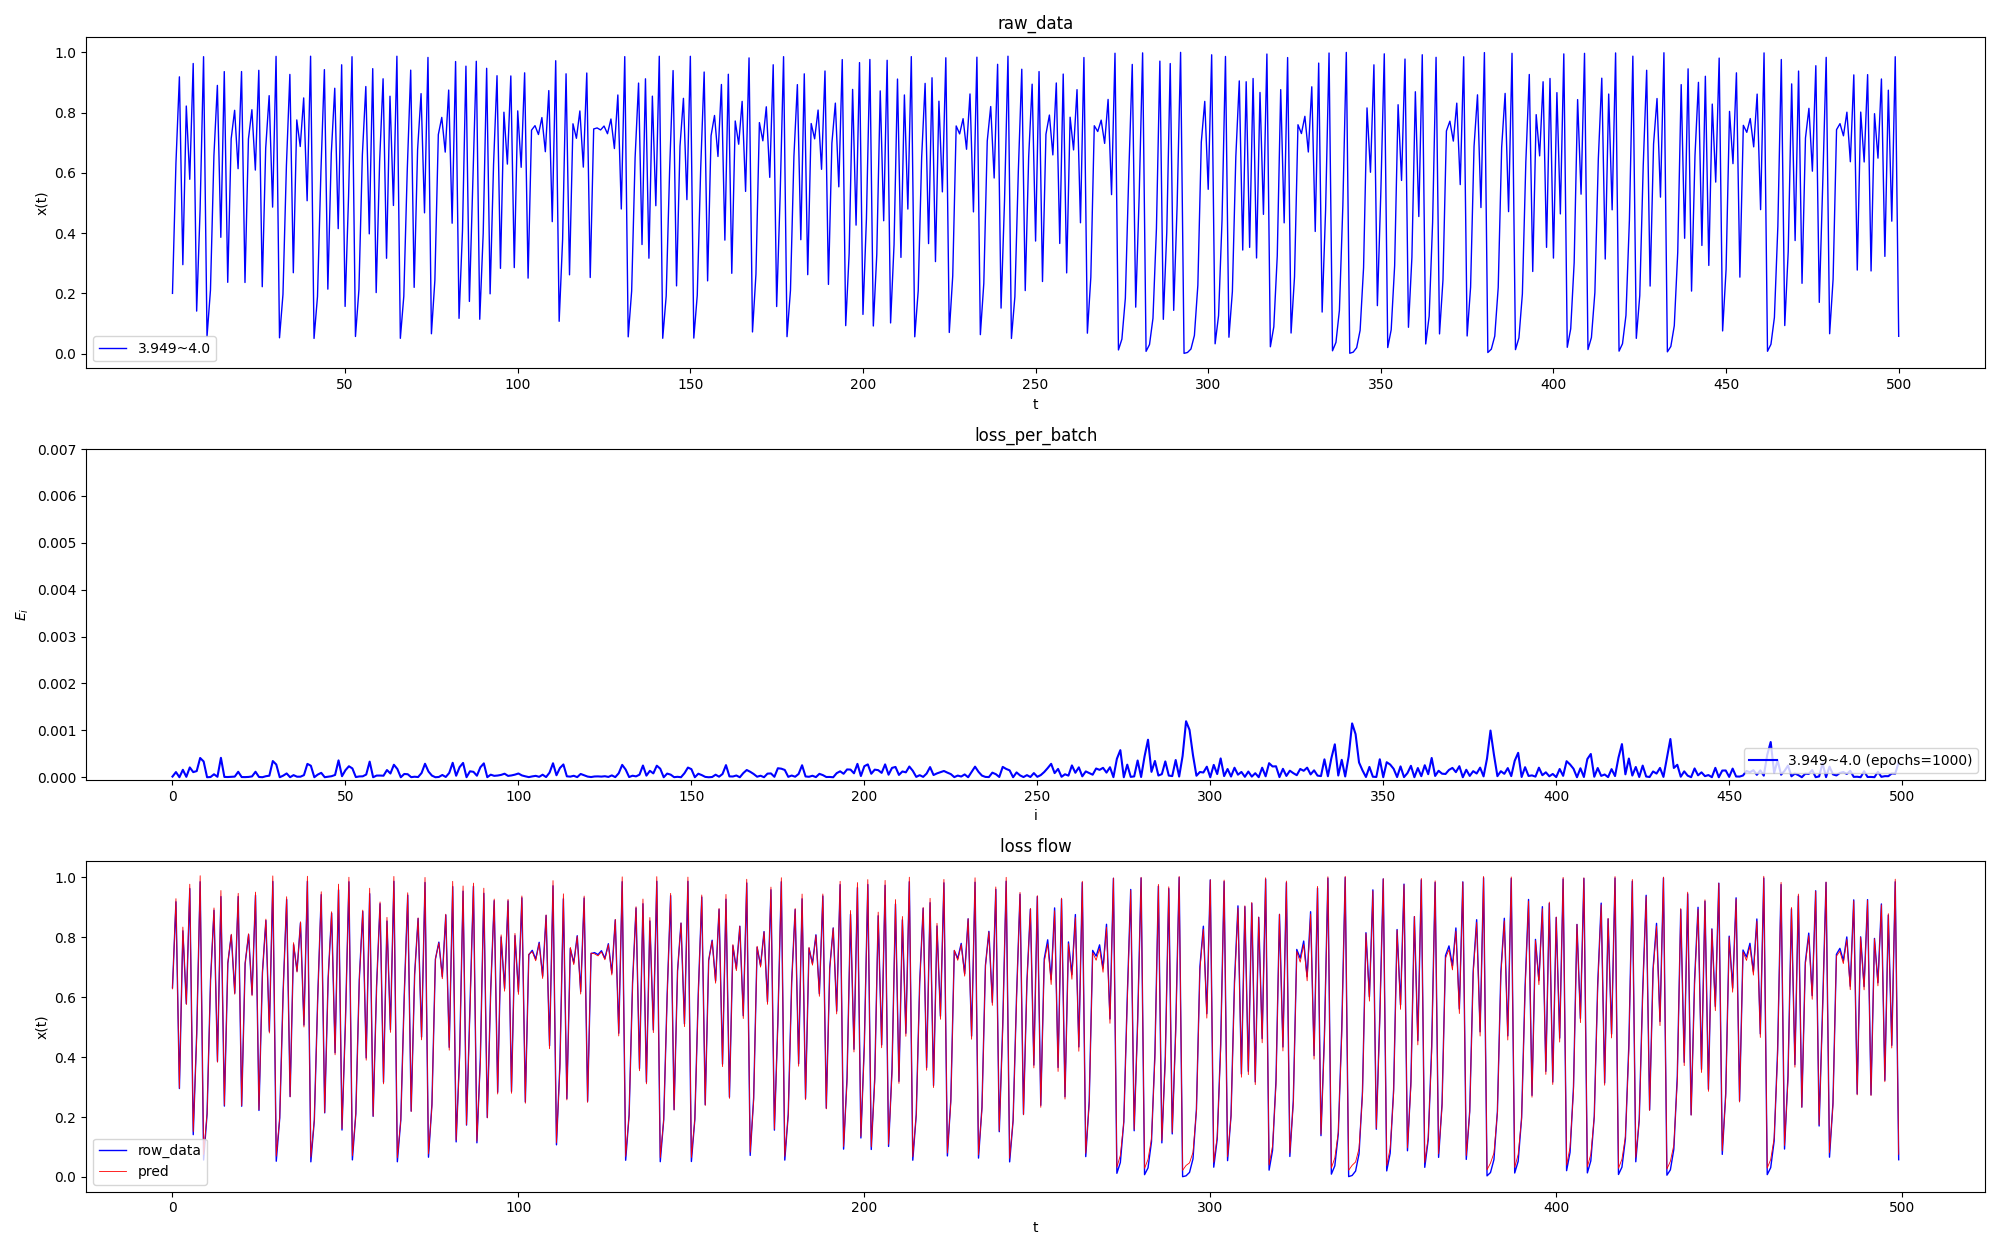 raw_data
1.0
0.8
0.6
0.4
0.2
0.0
x(t)
3.949~4.0
50 100 150 200 250 300 350 400 450 500
t
loss_per_batch
0.007
0.006
0.005
0.004
0.003
0.002
0.001
0.000
E_i
3.949~4.0 (epochs=1000)
0 50 100 150 200 250 300 350 400 450 500
i
loss flow
1.0
0.8
0.6
0.4
0.2
0.0
x(t)
row_data
pred
0 100 200 300 400 500
t